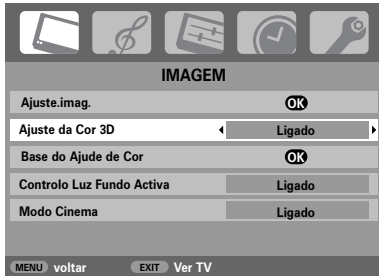 IMAGEM
Ajuste.imag. OK
Ajuste da Cor 3D Ligado
Base do Ajude de Cor OK
Controlo Luz Fundo Activa Ligado
Modo Cinema Ligado
MENU voltar EXIT Ver TV